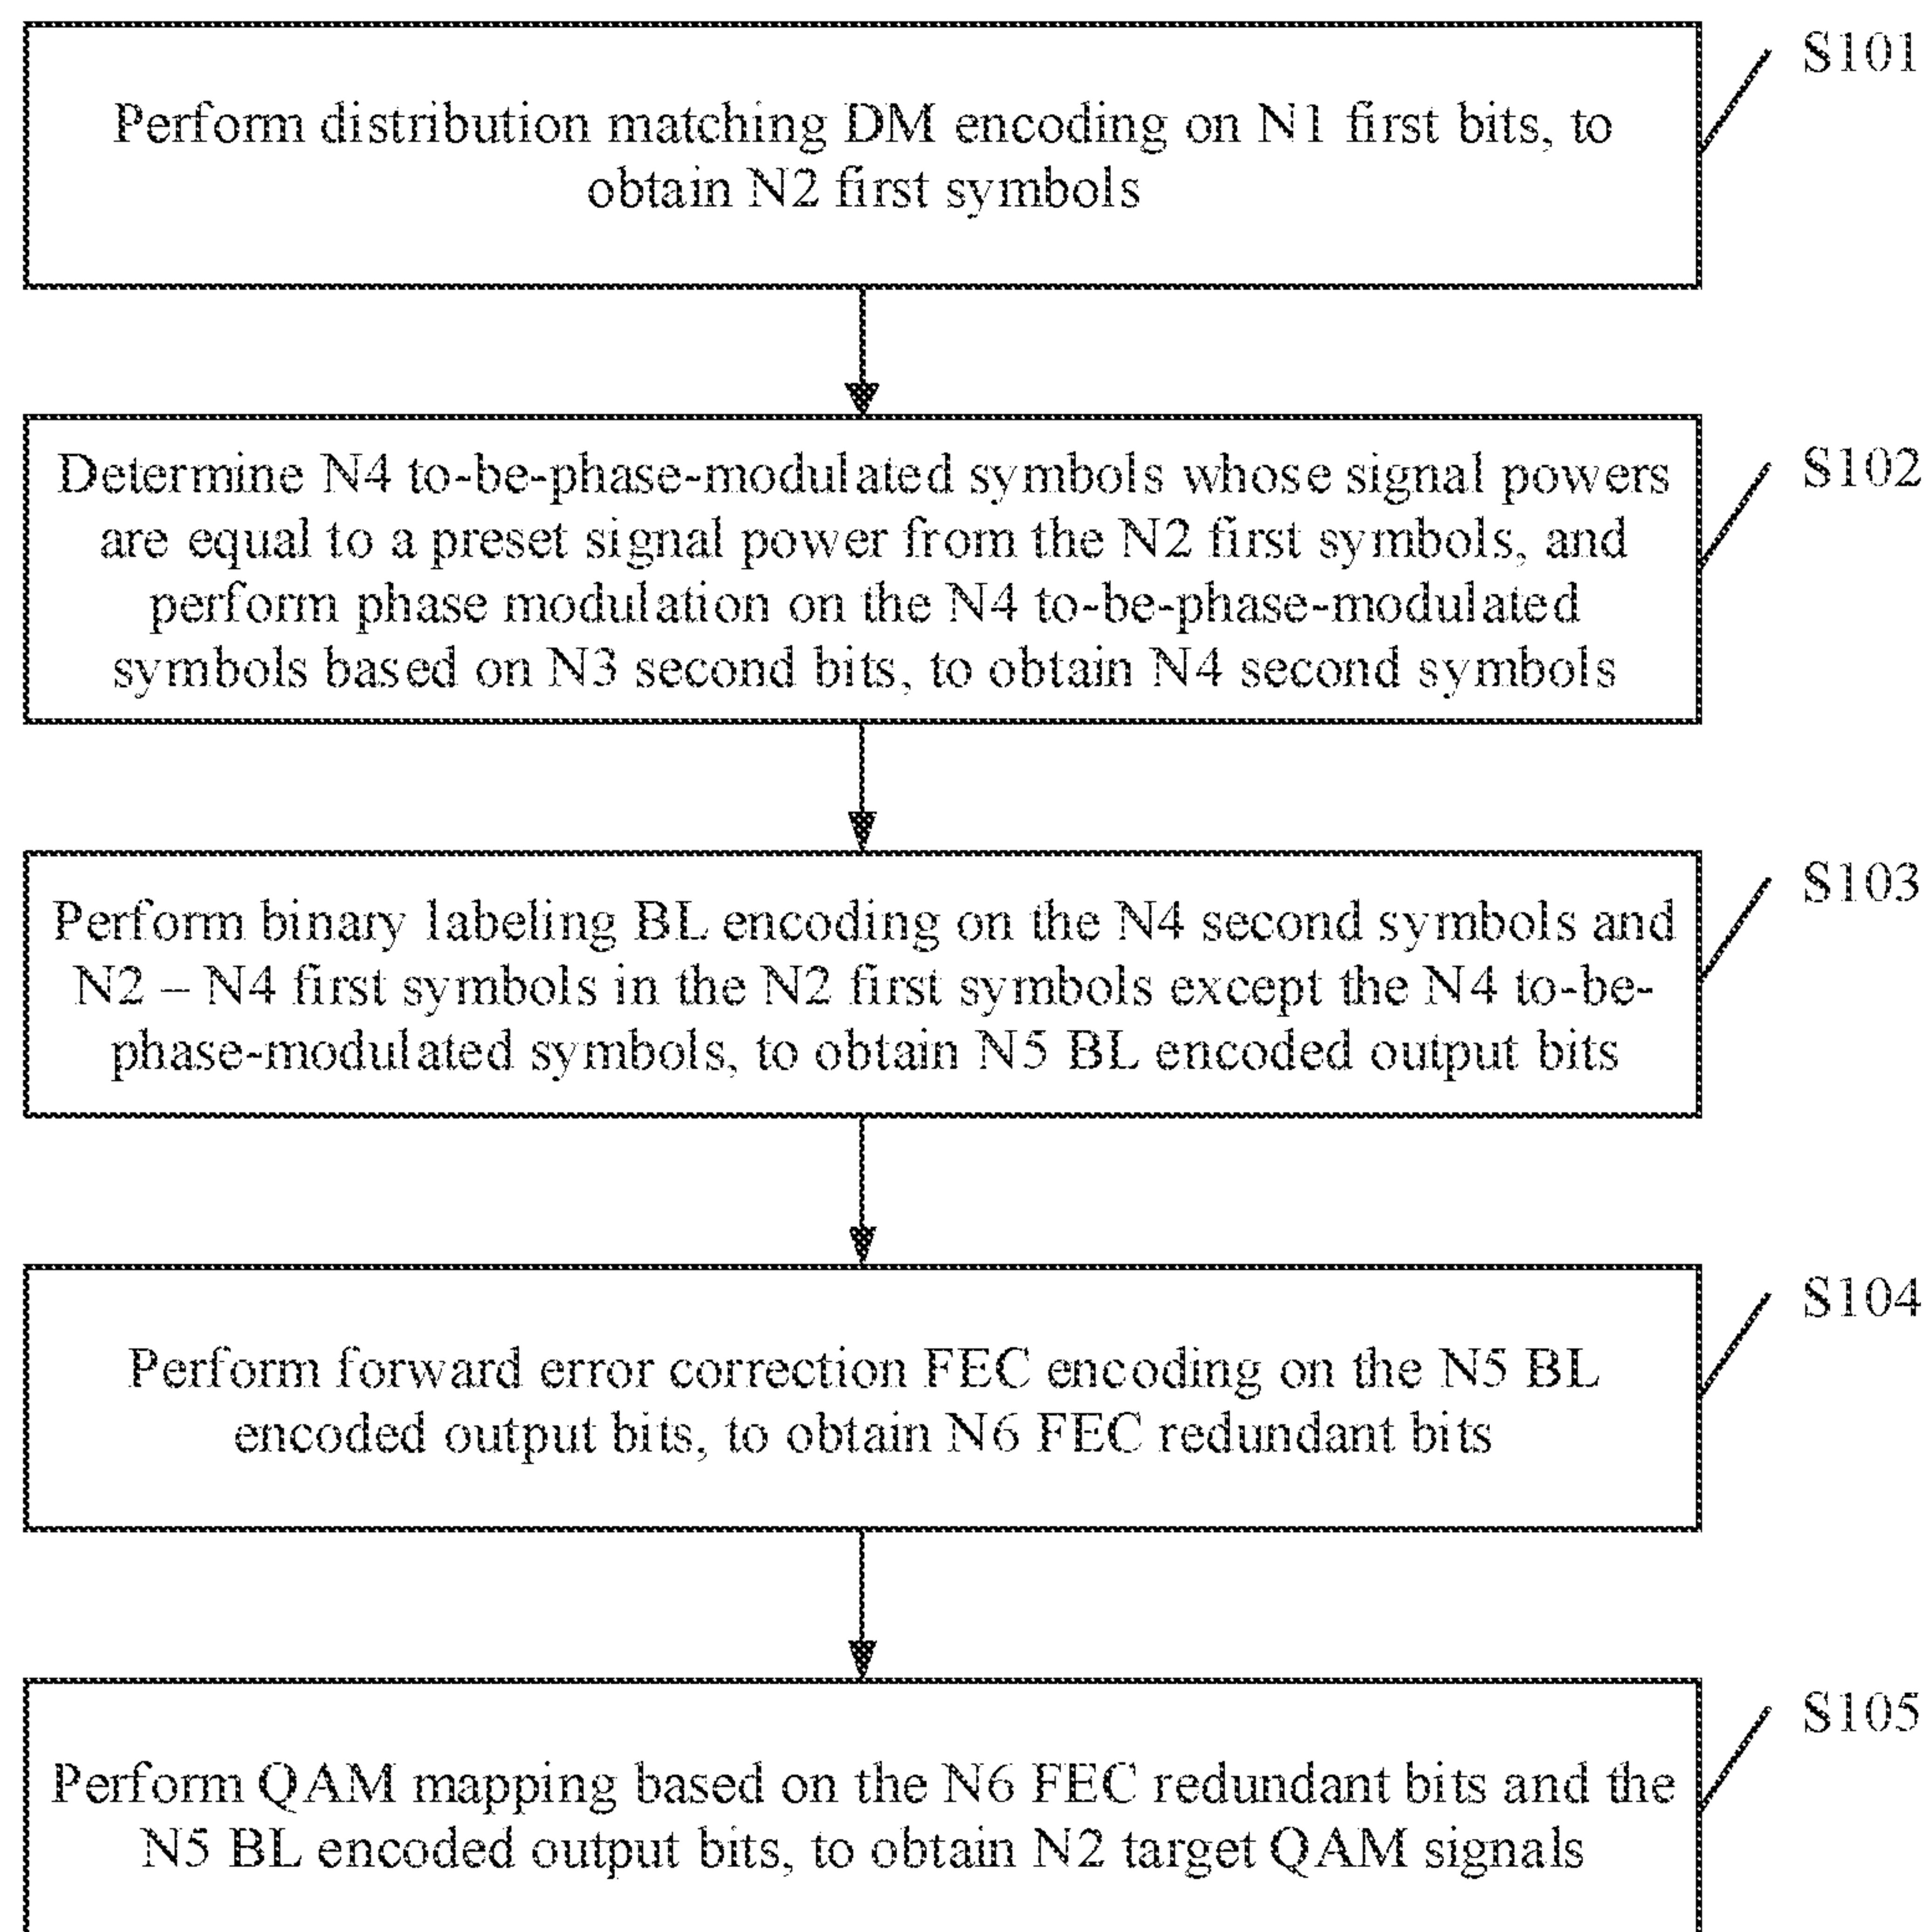 S101
Perform distribution matching DM encoding on N1 first bits, to
obtain N2 first symbols
S102
Determine N4 to-be-phase-modulated symbols whose signal powers
are equal to a preset signal power from the N2 first symbols, and
perform phase modulation on the N4 to-be-phase-modulated
symbols based on N3 second bits, to obtain N4 second symbols
S103
Perform binary labeling BL encoding on the N4 second symbols and
N2 – N4 first symbols in the N2 first symbols except the N4 to-be-
phase-modulated symbols, to obtain N5 BL encoded output bits
S104
Perform forward error correction FEC encoding on the N5 BL
encoded output bits, to obtain N6 FEC redundant bits
S105
Perform QAM mapping based on the N6 FEC redundant bits and the
N5 BL encoded output bits, to obtain N2 target QAM signals